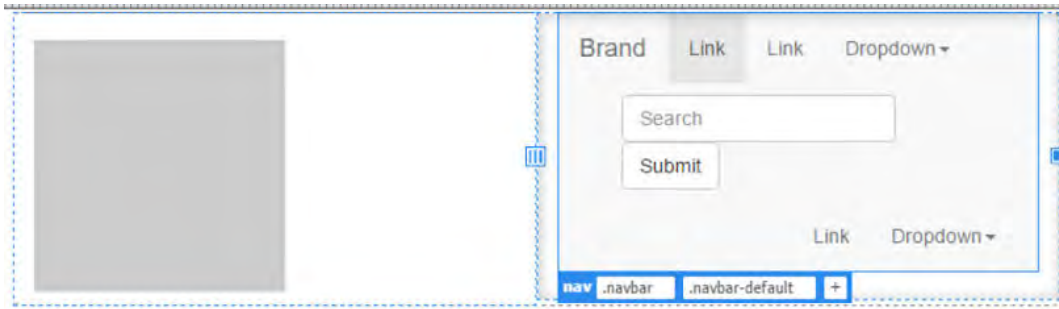 Brand Link Link Dropdown
Search
Submit
Link Dropdown
nav .navbar .navbar-default +